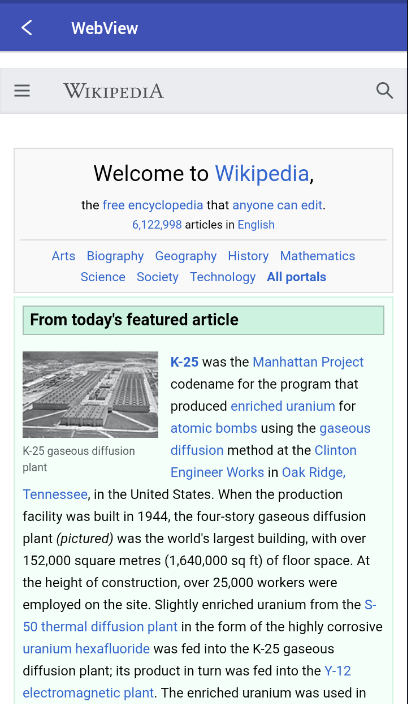 WebView
WIKIPEDIA
Welcome to Wikipedia,
the free encyclopedia that anyone can edit.
6,122,998 articles in English
Arts Biography Geography History Mathematics
Science Society Technology All portals
From today's featured article
K-25 was the Manhattan Project
codename for the program that
produced enriched uranium for
atomic bombs using the gaseous
diffusion method at the Clinton
Engineer Works in Oak Ridge,
K-25 gaseous diffusion
plant
Tennessee, in the United States. When the production
facility was built in 1944, the four-story gaseous diffusion
plant (pictured) was the world's largest building, with over
152,000 square metres (1,640,000 sq ft) of floor space. At
the height of construction, over 25,000 workers were
employed on the site. Slightly enriched uranium from the S-
50 thermal diffusion plant in the form of the highly corrosive
uranium hexafluoride was fed into the K-25 gaseous
diffusion plant; its product in turn was fed into the Y-12
electromagnetic plant. The enriched uranium was used in